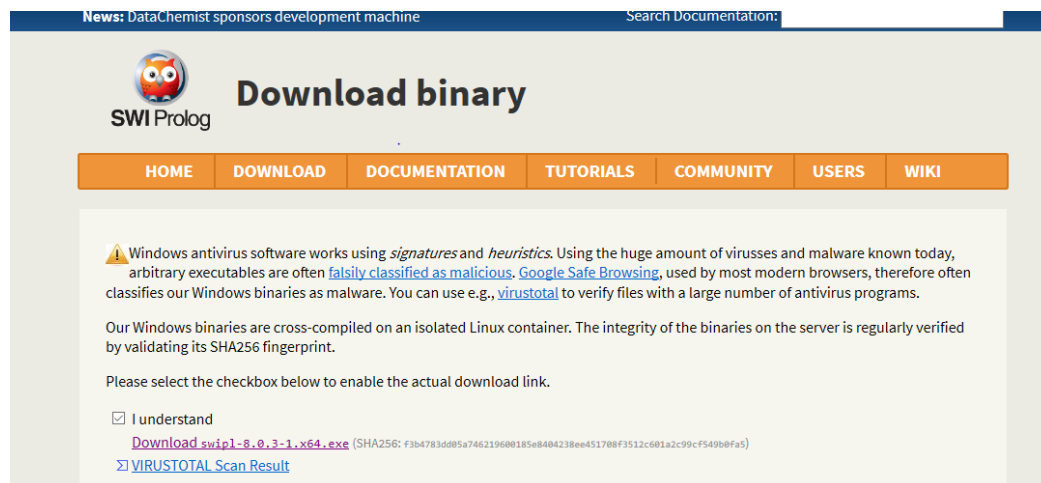 News: DataChemist sponsors development machine Search Documentation:
SWI Prolog
Download binary
HOME DOWNLOAD DOCUMENTATION TUTORIALS COMMUNITY USERS WIKI
Windows antivirus software works using signatures and heuristics. Using the huge amount of virusses and malware known today,
arbitrary executables are often falsily classified as malicious. Google Safe Browsing, used by most modern browsers, therefore often
classifies our Windows binaries as malware. You can use e.g., virustotal to verify files with a large number of antivirus programs.
Our Windows binaries are cross-compiled on an isolated Linux container. The integrity of the binaries on the server is regularly verified
by validating its SHA256 fingerprint.
Please select the checkbox below to enable the actual download link.
I understand
Download swipl-8.0.3-1.x64.exe (SHA256: f3b4783dd05a746219600185e8404238ee451708f3512c601a2c99cf549b0fa5)
VIRUSTOTAL Scan Result